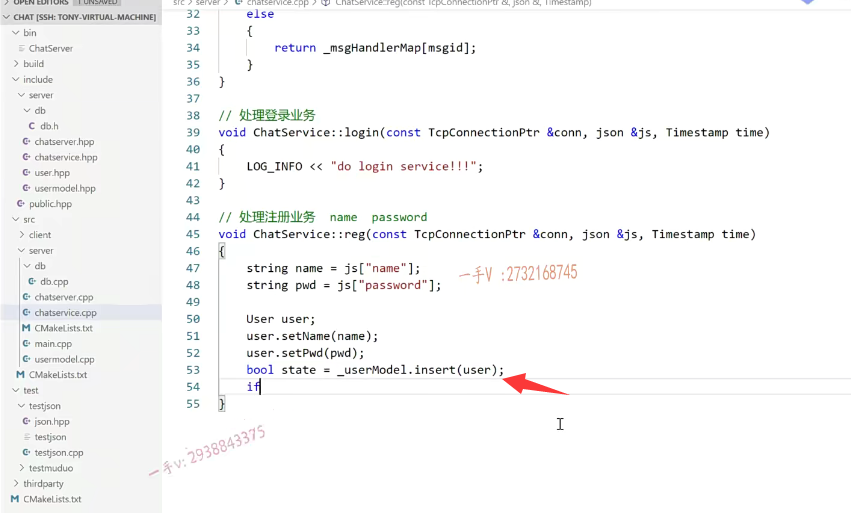 OPEN EDITORS 1 UNSAVED
CHAT [SSH: TONY-VIRTUAL-MACHINE]
bin
ChatServer
build
include
server
db
db.h
chatserver.hpp
chatservice.hpp
user.hpp
usermodel.hpp
public.hpp
src
client
server
db
db.cpp
chatserver.cpp
chatservice.cpp
CMakeLists.txt
main.cpp
usermodel.cpp
CMakeLists.txt
test
testjson
json.hpp
testjson
testjson.cpp
testmuduo
thirdparty
CMakeLists.txt
src > server > chatservice.cpp > ChatService::reg(const TcpConnectionPtr &, json &, Timestamp)
32 else
33 {
34 return _msgHandlerMap[msgid];
35 }
36 }
37
38 // 处理登录业务
39 void ChatService::login(const TcpConnectionPtr &conn, json &js, Timestamp time)
40 {
41 LOG_INFO << "do login service!!!";
42 }
43
44 // 处理注册业务 name password
45 void ChatService::reg(const TcpConnectionPtr &conn, json &js, Timestamp time)
46 {
47 string name = js["name"];
48 string pwd = js["password"];
49
50 User user;
51 user.setName(name);
52 user.setPwd(pwd);
53 bool state = _userModel.insert(user);
54 if
55 }
一手V :2732168745
一手v: 2938843375